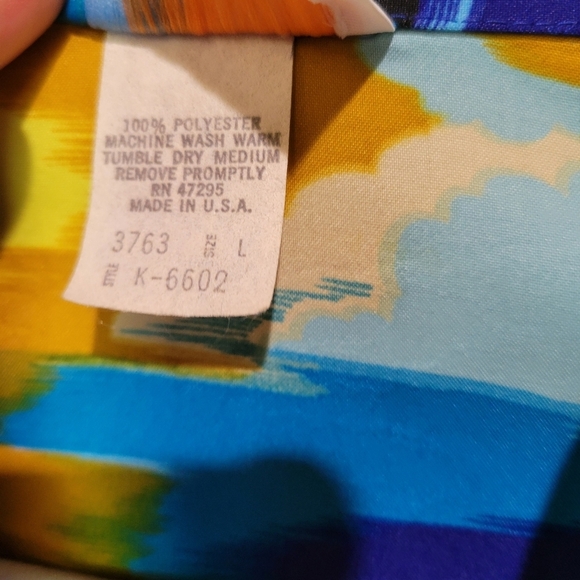 100% POLYESTER
MACHINE WASH WARM
TUMBLE DRY MEDIUM
REMOVE PROMPTLY
RN 47295
MADE IN U.S.A.
3763 SIZE L
STYLE K-6602